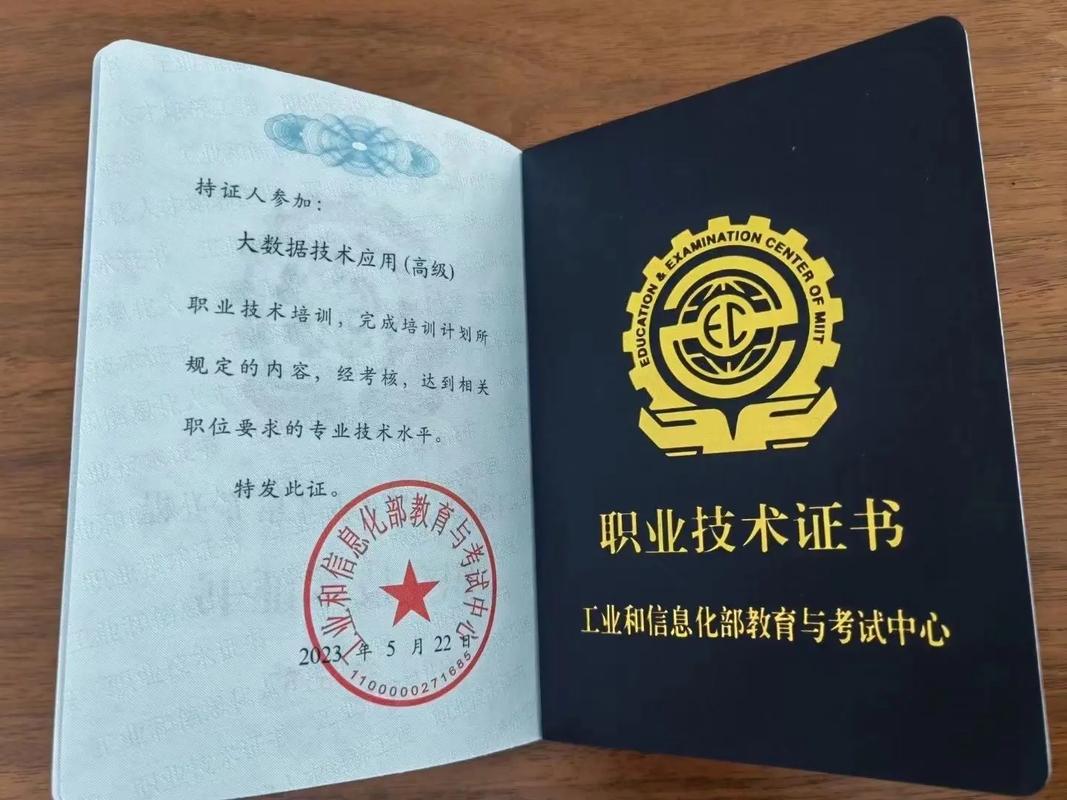 持证人参加：
大数据技术应用(高级)
职业技术培训，完成培训计划所
规定的内容，经考核，达到相关
职位要求的专业技术水平。
特发此证。
工业和信息化部教育与考试中心
2023 年 5 月 22 日
1100000271685
EDUCATION & EXAMINATION CENTER OF MIIT
EC
职业技术证书
工业和信息化部教育与考试中心